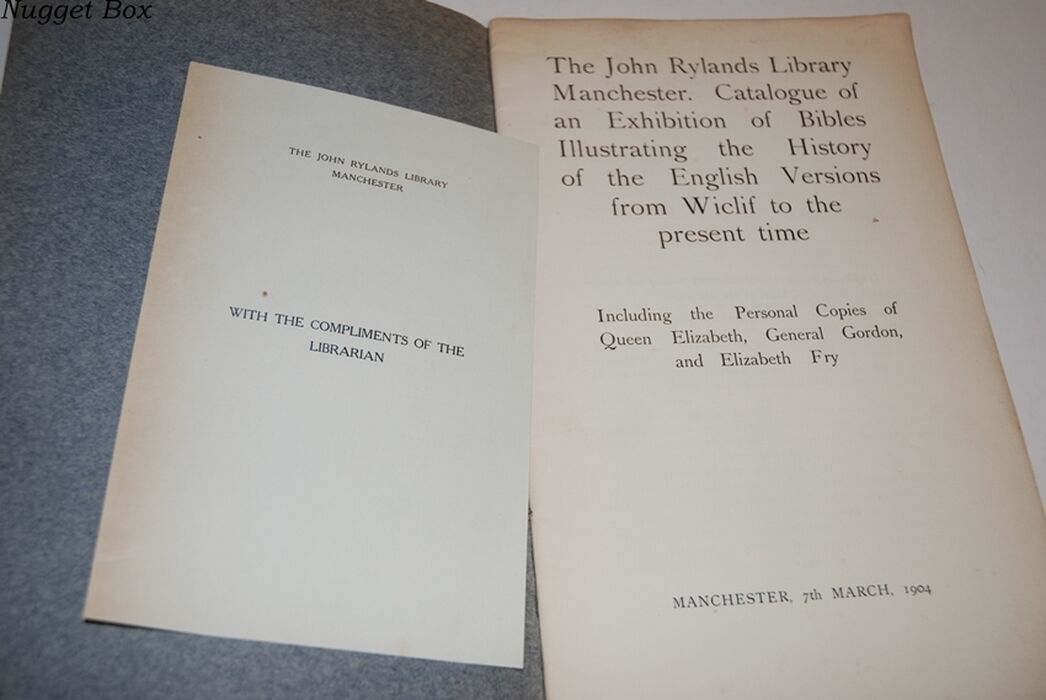 Nugget Box
THE JOHN RYLANDS LIBRARY
MANCHESTER
WITH THE COMPLIMENTS OF THE
LIBRARIAN
The John Rylands Library
Manchester. Catalogue of
an Exhibition of Bibles
Illustrating the History
of the English Versions
from Wiclif to the
present time
Including the Personal Copies of
Queen Elizabeth, General Gordon,
and Elizabeth Fry
MANCHESTER, 7th MARCH, 1904